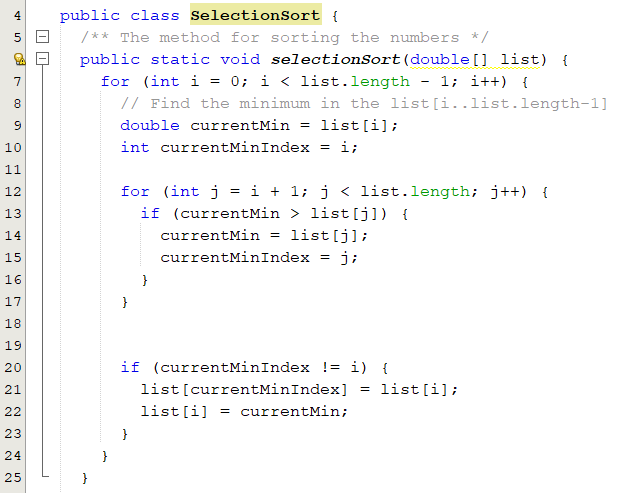 4 public class SelectionSort {
5 /** The method for sorting the numbers */
public static void selectionSort(double[] list) {
7 for (int i = 0; i < list.length - 1; i++) {
8 // Find the minimum in the list[i..list.length-1]
9 double currentMin = list[i];
10 int currentMinIndex = i;
11
12 for (int j = i + 1; j < list.length; j++) {
13 if (currentMin > list[j]) {
14 currentMin = list[j];
15 currentMinIndex = j;
16 }
17 }
18
19
20 if (currentMinIndex != i) {
21 list[currentMinIndex] = list[i];
22 list[i] = currentMin;
23 }
24 }
25 }